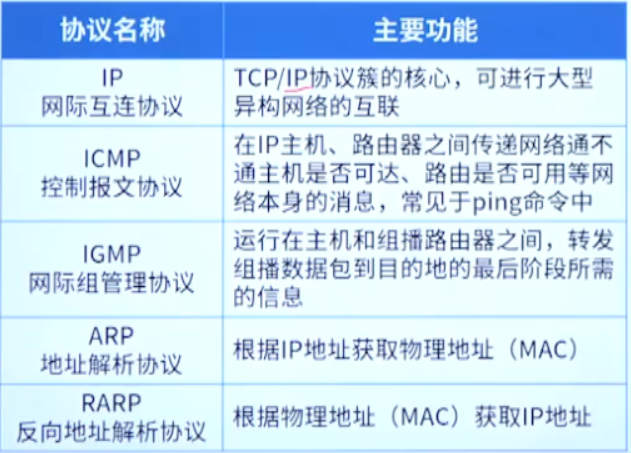 协议名称
主要功能
IP
网际互连协议
TCP/IP协议簇的核心，可进行大型
异构网络的互联
ICMP
控制报文协议
在IP主机、路由器之间传递网络通不
通主机是否可达、路由是否可用等网
络本身的消息，常见于ping命令中
IGMP
网际组管理协议
运行在主机和组播路由器之间，转发
组播数据包到目的地的最后阶段所需
的信息
ARP
地址解析协议
根据IP地址获取物理地址（MAC）
RARP
反向地址解析协议
根据物理地址（MAC）获取IP地址